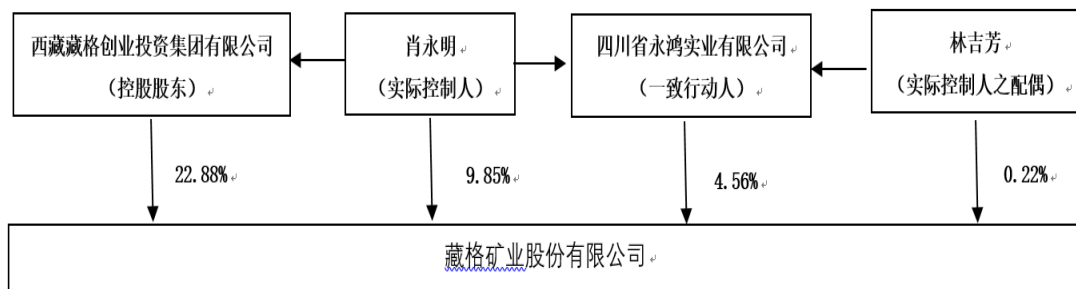 西藏藏格创业投资集团有限公司
（控股股东）
肖永明
（实际控制人）
四川省永鸿实业有限公司
（一致行动人）
林吉芳
（实际控制人之配偶）
22.88%
9.85%
4.56%
0.22%
藏格矿业股份有限公司